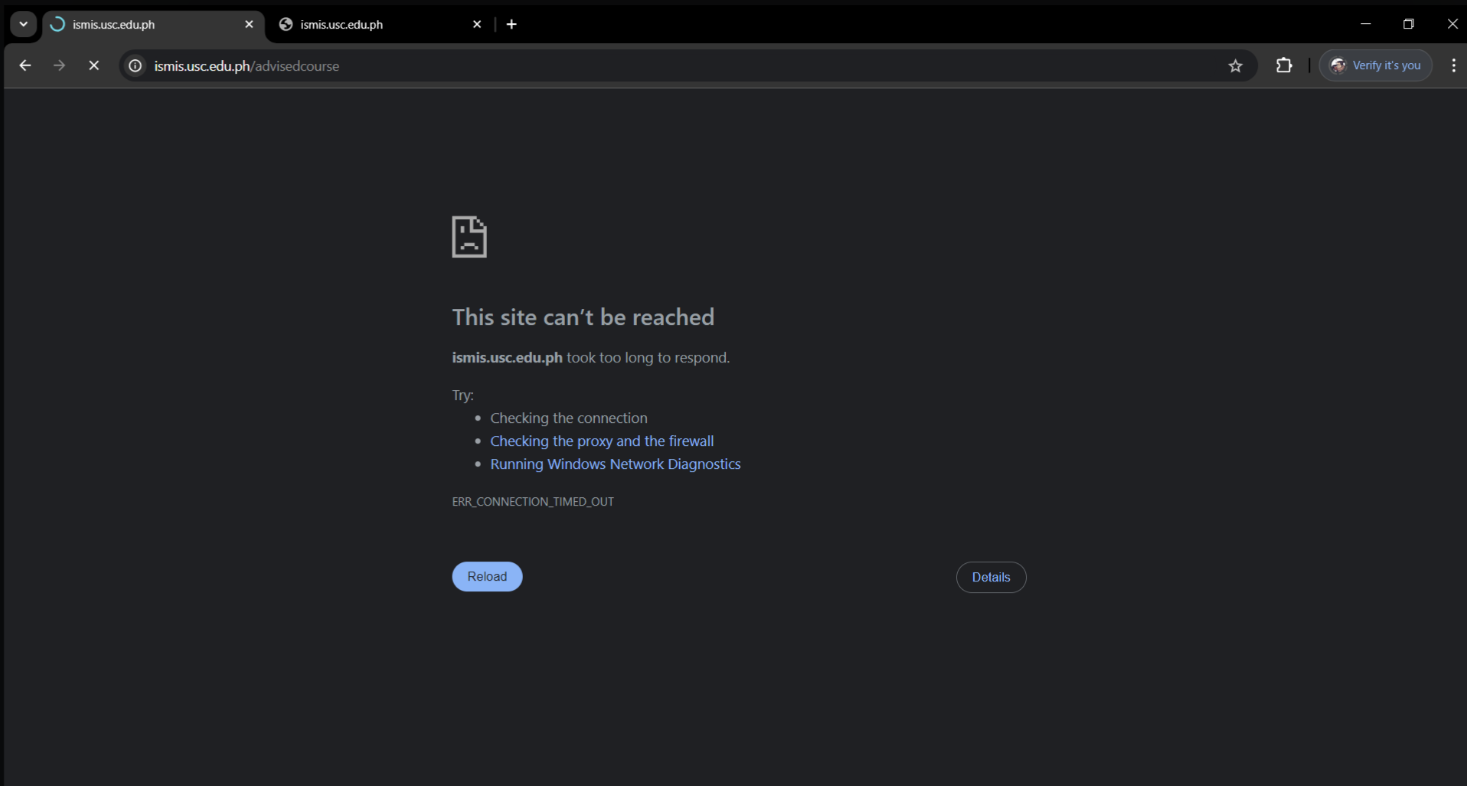 ismis.usc.edu.ph
ismis.usc.edu.ph
ismis.usc.edu.ph/advisedcourse
Verify it's you
This site can’t be reached
ismis.usc.edu.ph took too long to respond.
Try:
Checking the connection
Checking the proxy and the firewall
Running Windows Network Diagnostics
ERR_CONNECTION_TIMED_OUT
Reload
Details